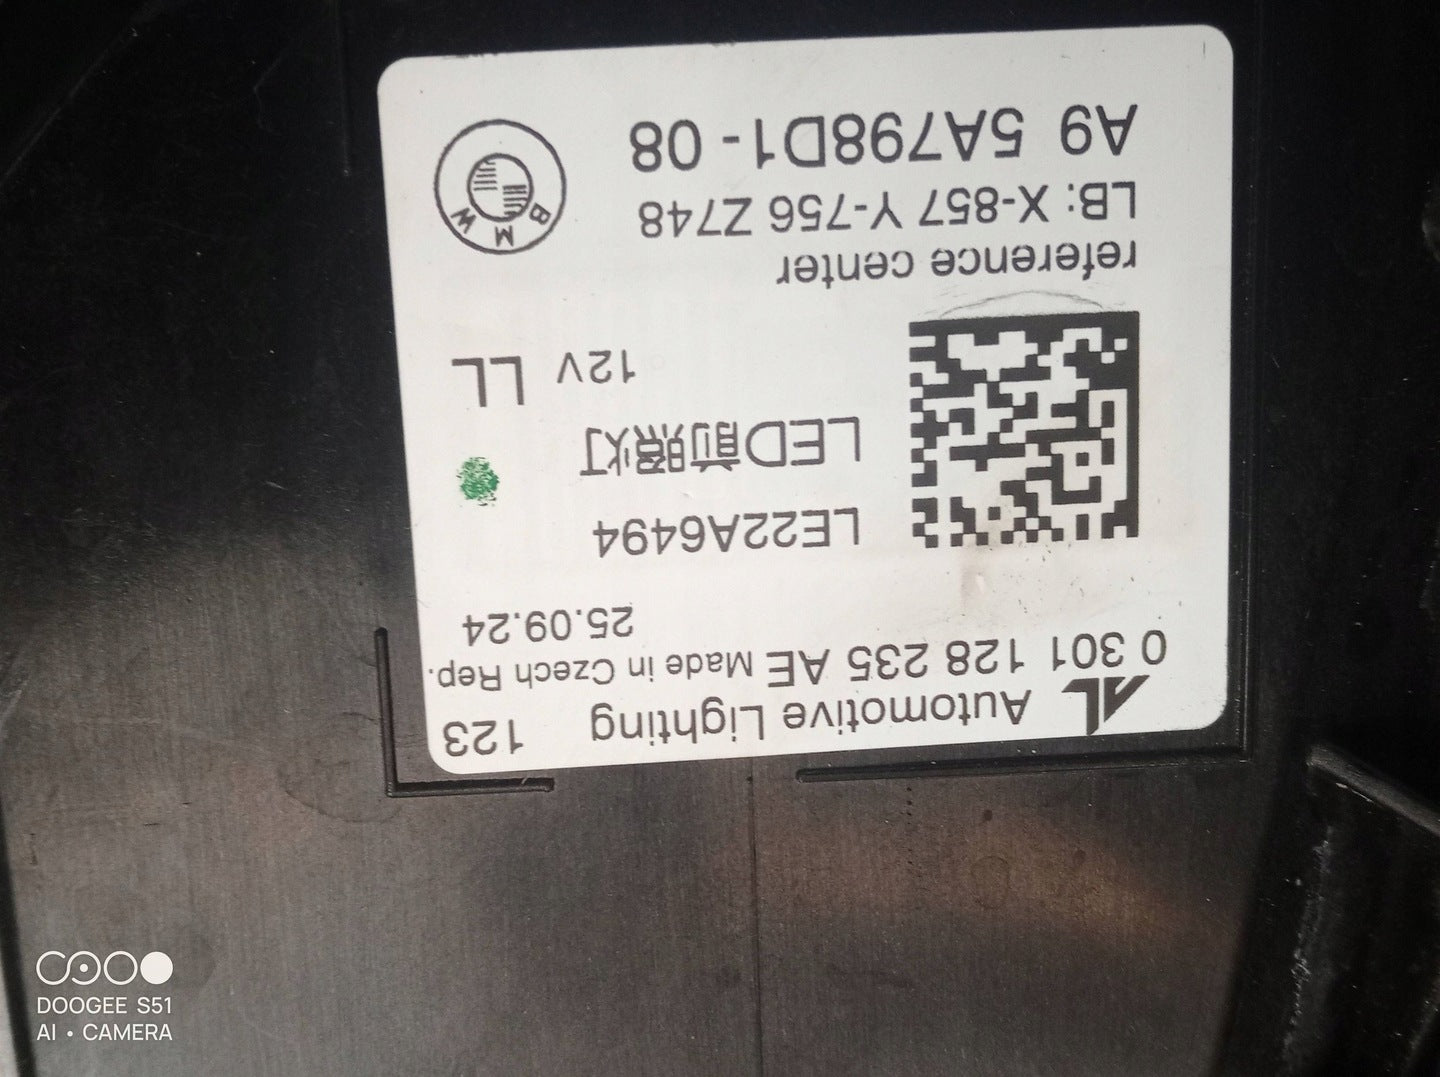 AL Automotive Lighting 123
0 301 128 235 AE Made in Czech Rep.
25.09.24
LE22A6494
LED前照灯
12V LL
reference center
LB: X-857 Y-756 Z748
A9 5A798D1-08
BMW
DOOGEE S51
AI • CAMERA